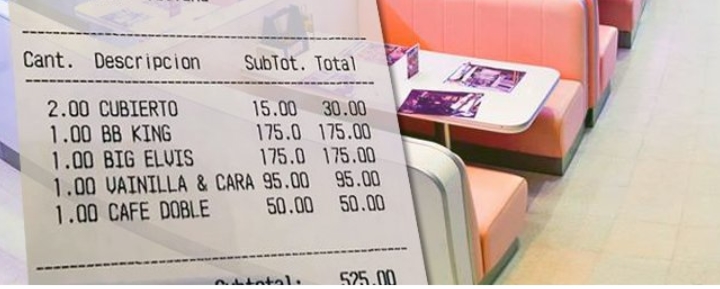 Cant. Descripcion SubTot. Total
2.00 CUBIERTO 15.00 30.00
1.00 BB KING 175.0 175.00
1.00 BIG ELVIS 175.0 175.00
1.00 VAINILLA & CARA 95.00 95.00
1.00 CAFE DOBLE 50.00 50.00
Subtotal: 525.00